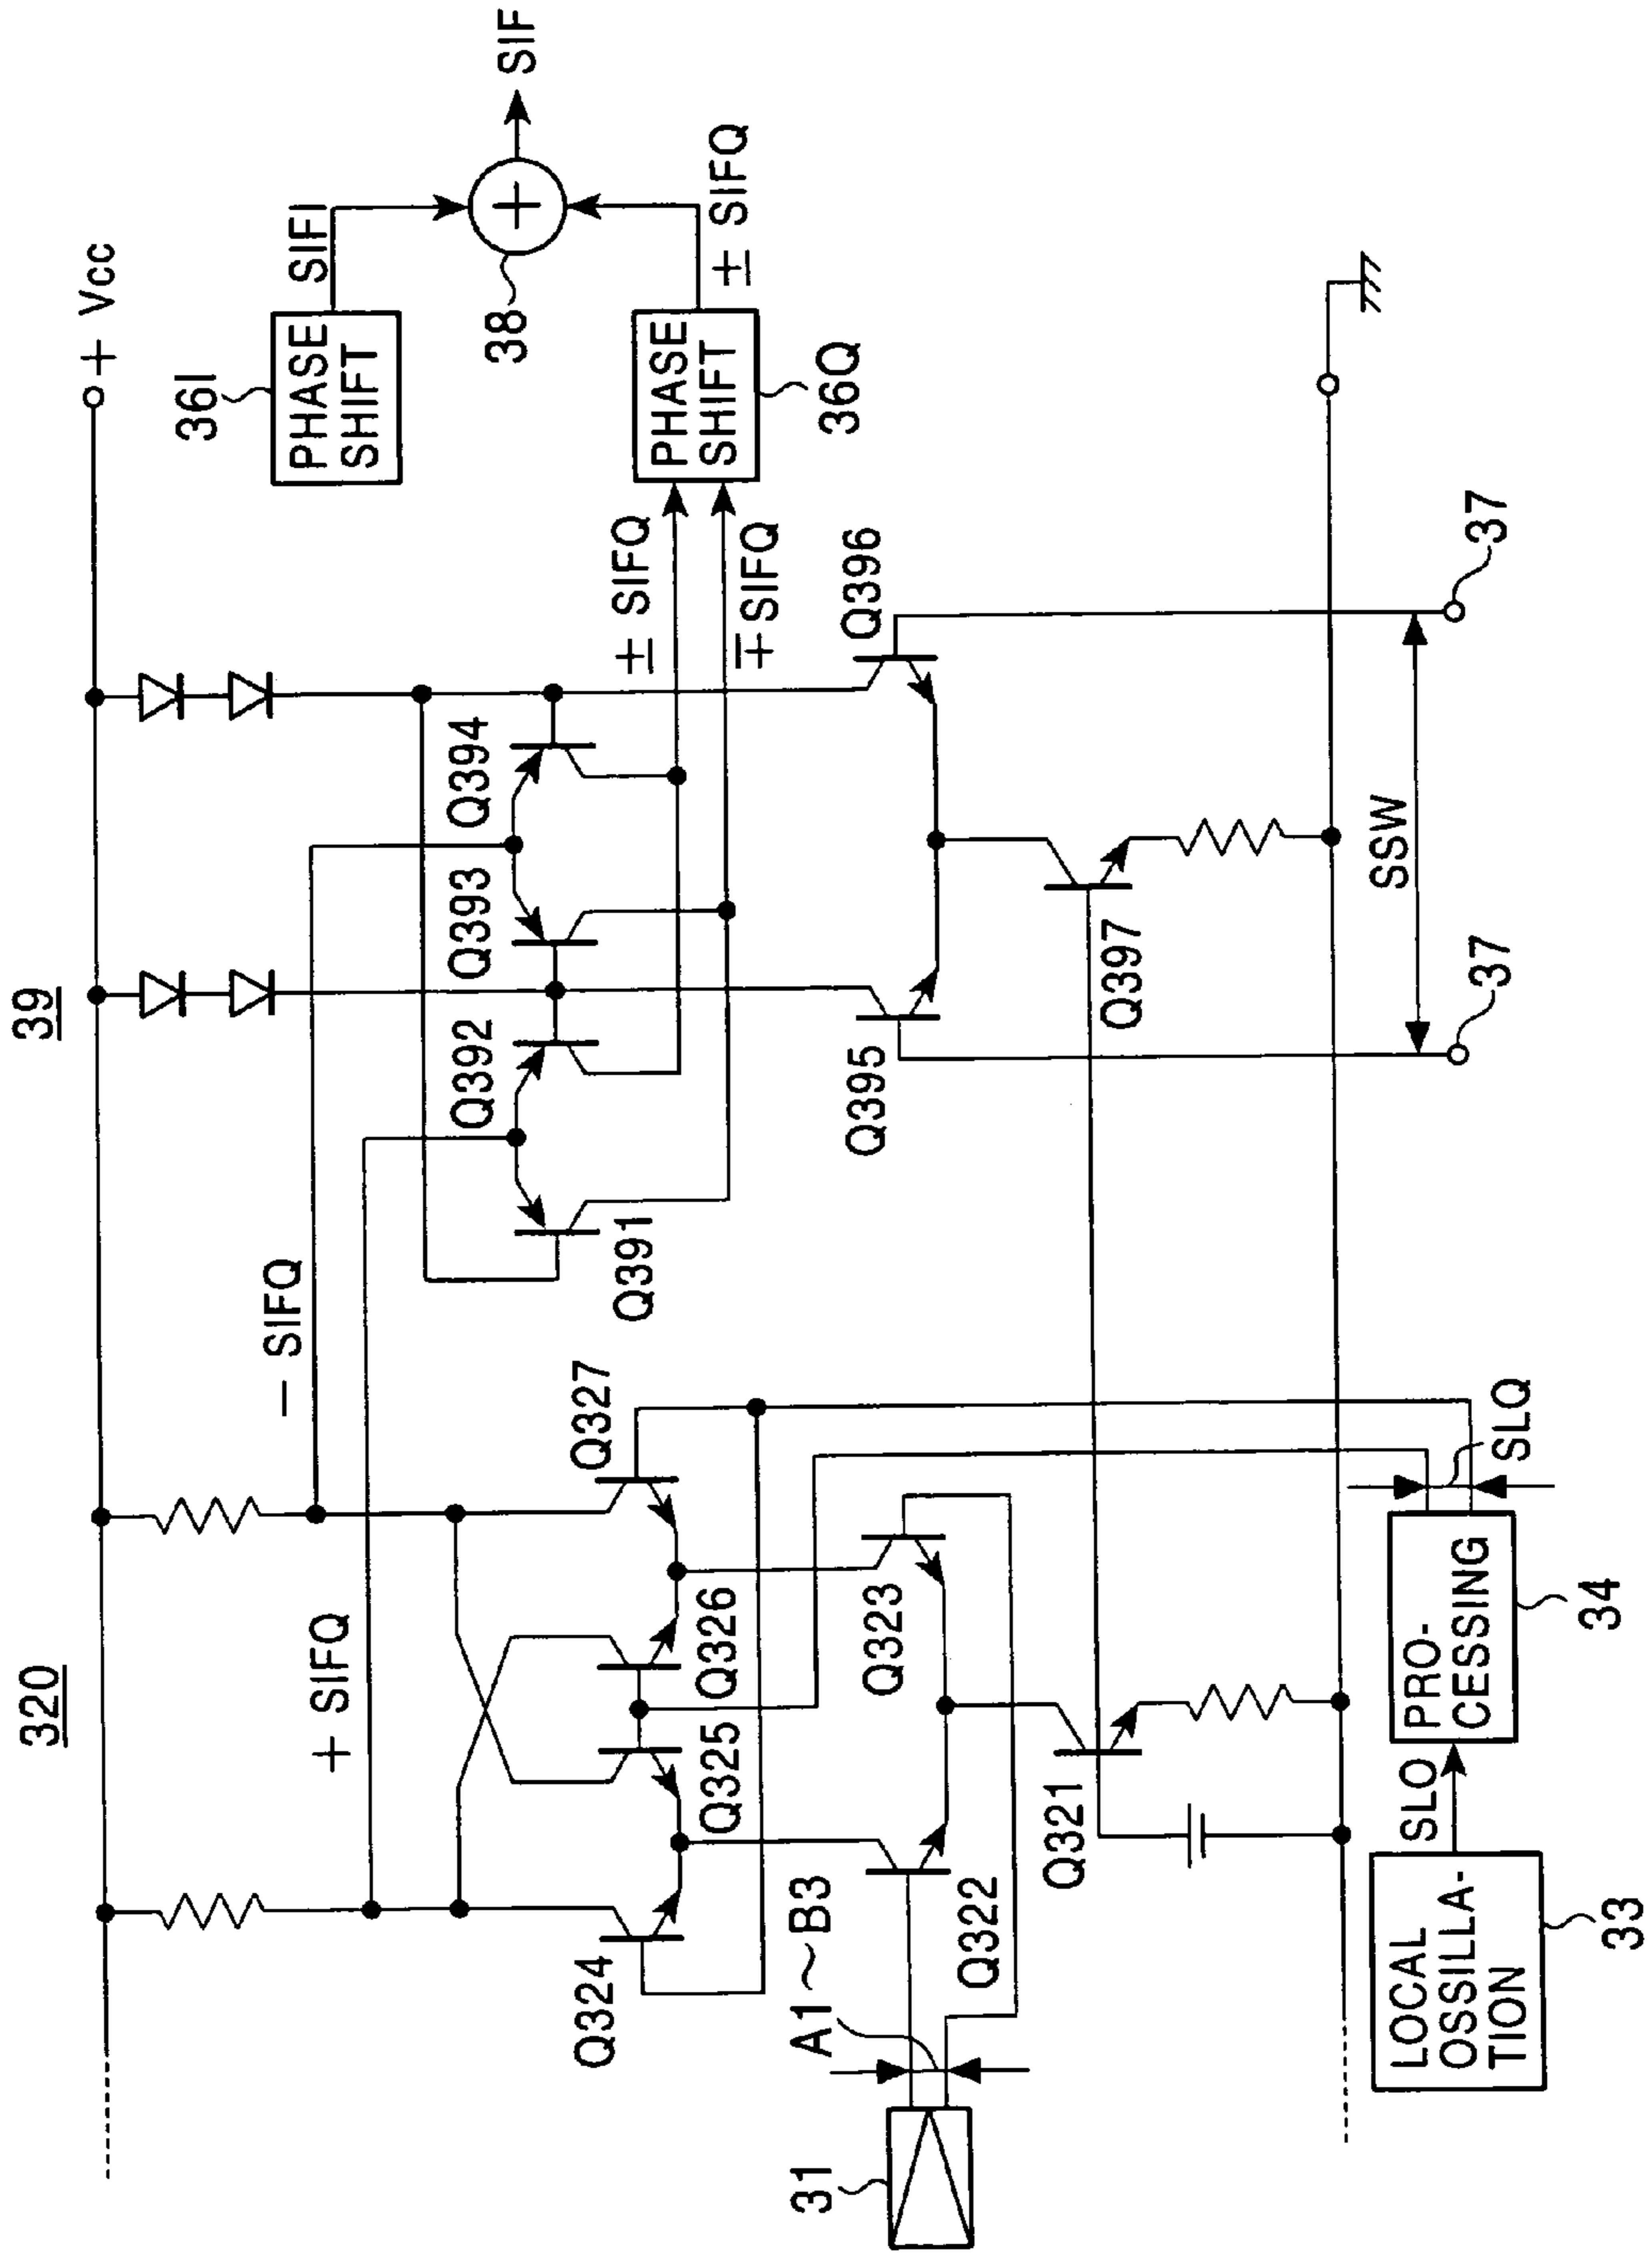 320
39
+ Vcc
36I
PHASE
SHIFT
SIFI
38
SIF
± SIFQ
PHASE
SHIFT
36Q
− SIFQ
+ SIFQ
Q391
Q392
Q393
Q394
± SIFQ
∓SIFQ
Q324
Q325
Q326
Q327
Q395
Q396
31
A1~B3
Q322
Q323
Q321
Q397
SSW
37
37
LOCAL
OSSILLA-
TION
33
SLO
PRO-
CESSING
34
SLQ